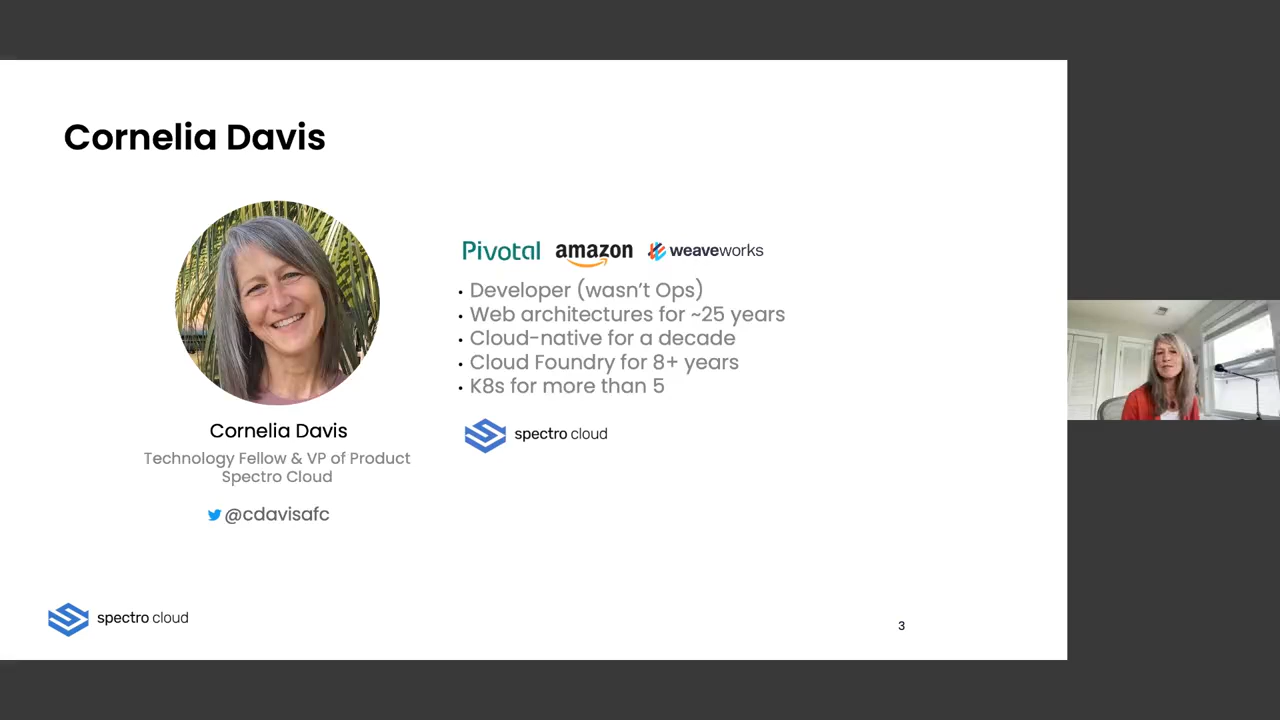 Cornelia Davis
Pivotal amazon weaveworks
• Developer (wasn't Ops)
• Web architectures for ~25 years
• Cloud-native for a decade
• Cloud Foundry for 8+ years
• K8s for more than 5
spectro cloud
Cornelia Davis
Technology Fellow & VP of Product
Spectro Cloud
@cdavisafc
spectro cloud
3